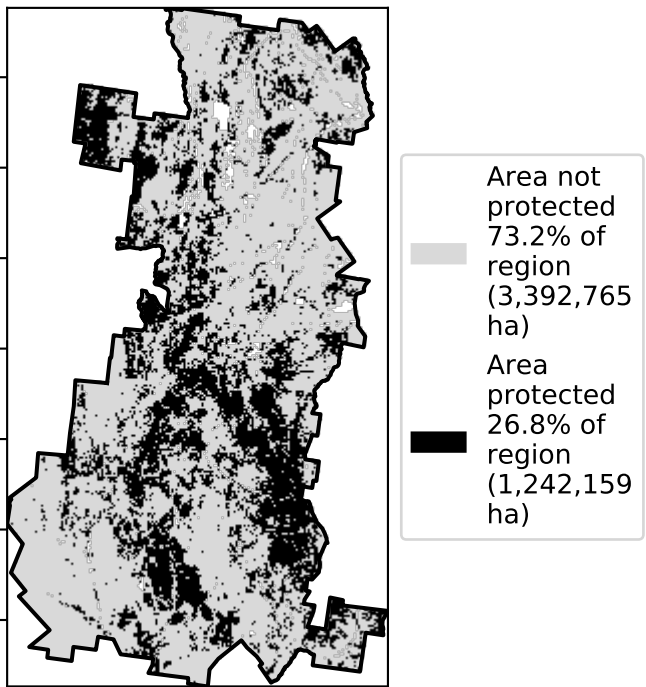 Area not
protected
73.2% of
region
(3,392,765
ha)
Area
protected
26.8% of
region
(1,242,159
ha)